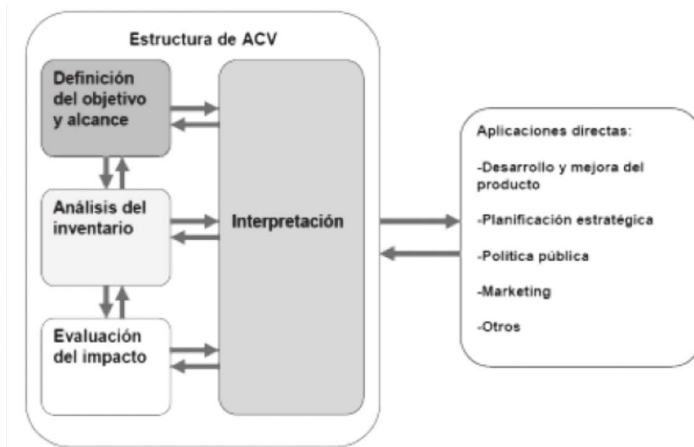 Estructura de ACV
Definición
del objetivo
y alcance
Análisis del
inventario
Evaluación
del impacto
Interpretación
Aplicaciones directas:
-Desarrollo y mejora del
producto
-Planificación estratégica
-Política pública
-Marketing
-Otros